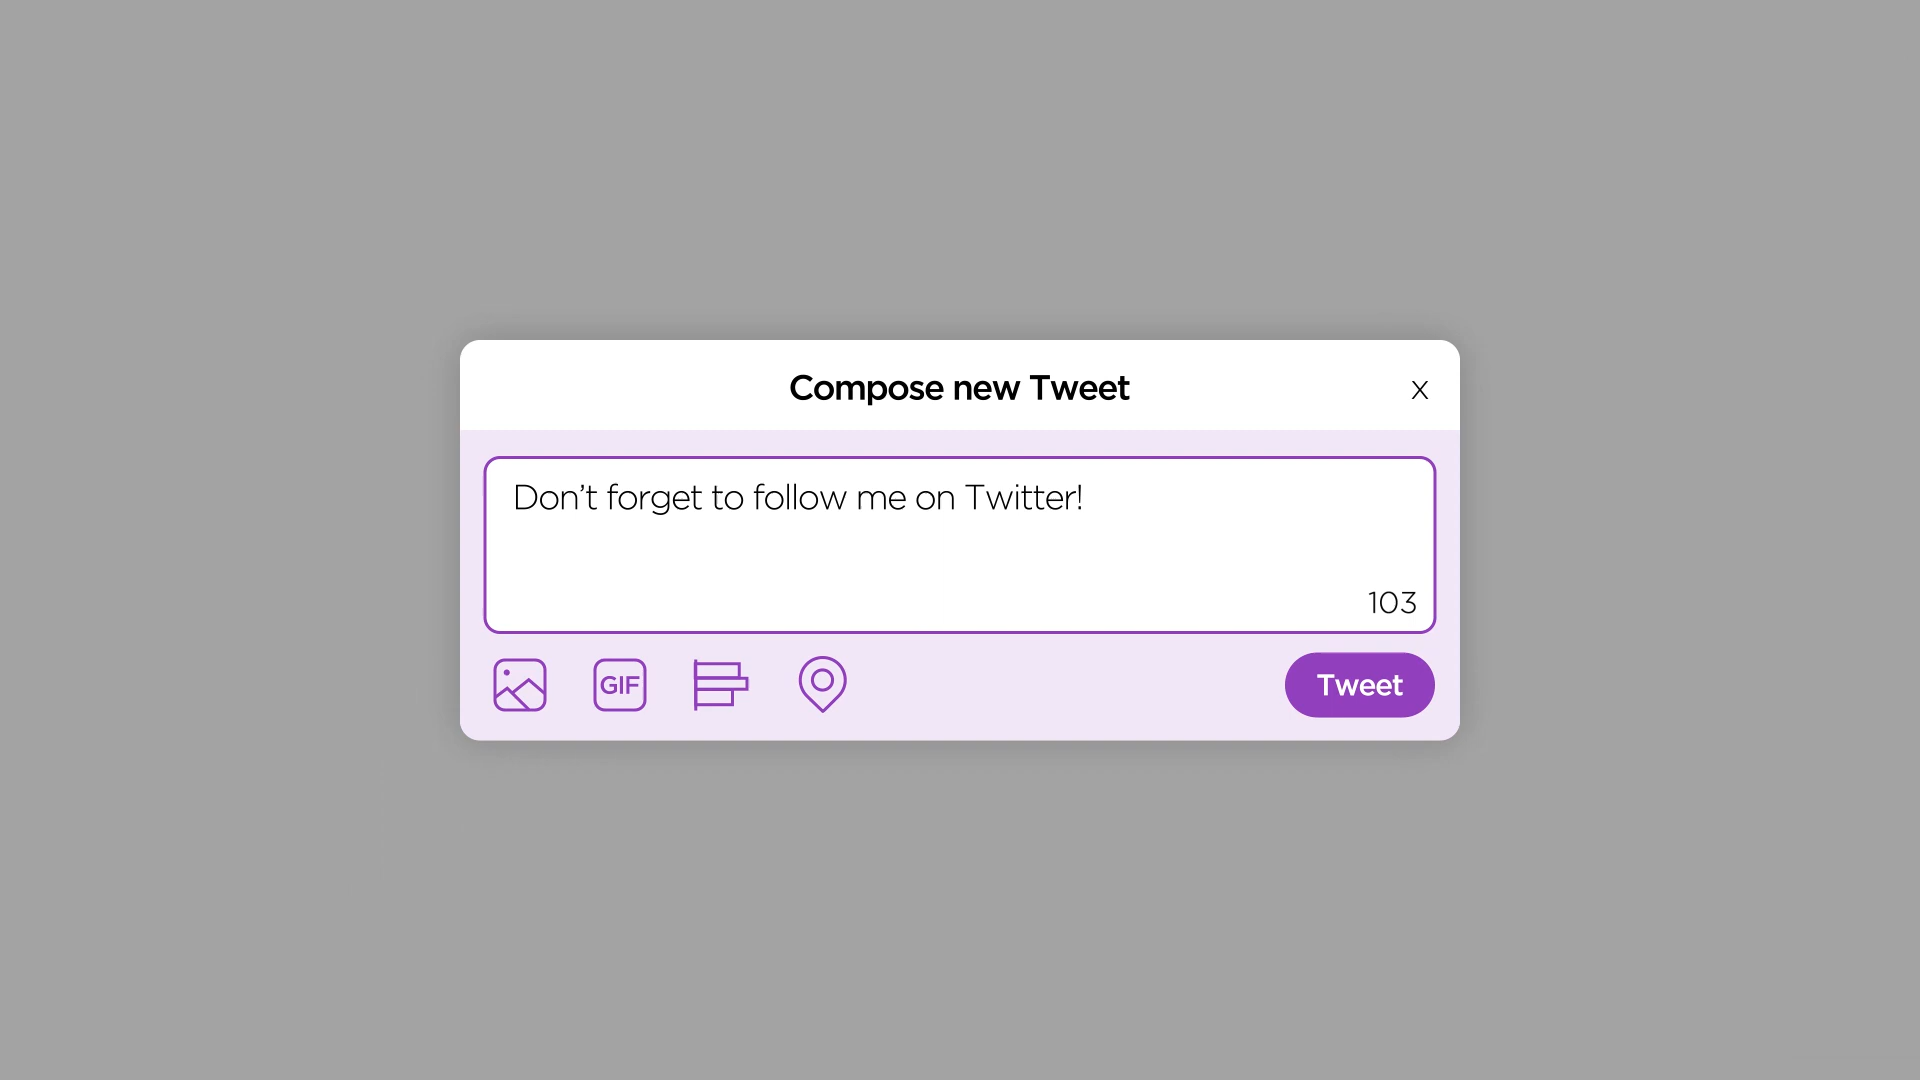 Compose new Tweet
X
Don’t forget to follow me on Twitter!
103
GIF
Tweet